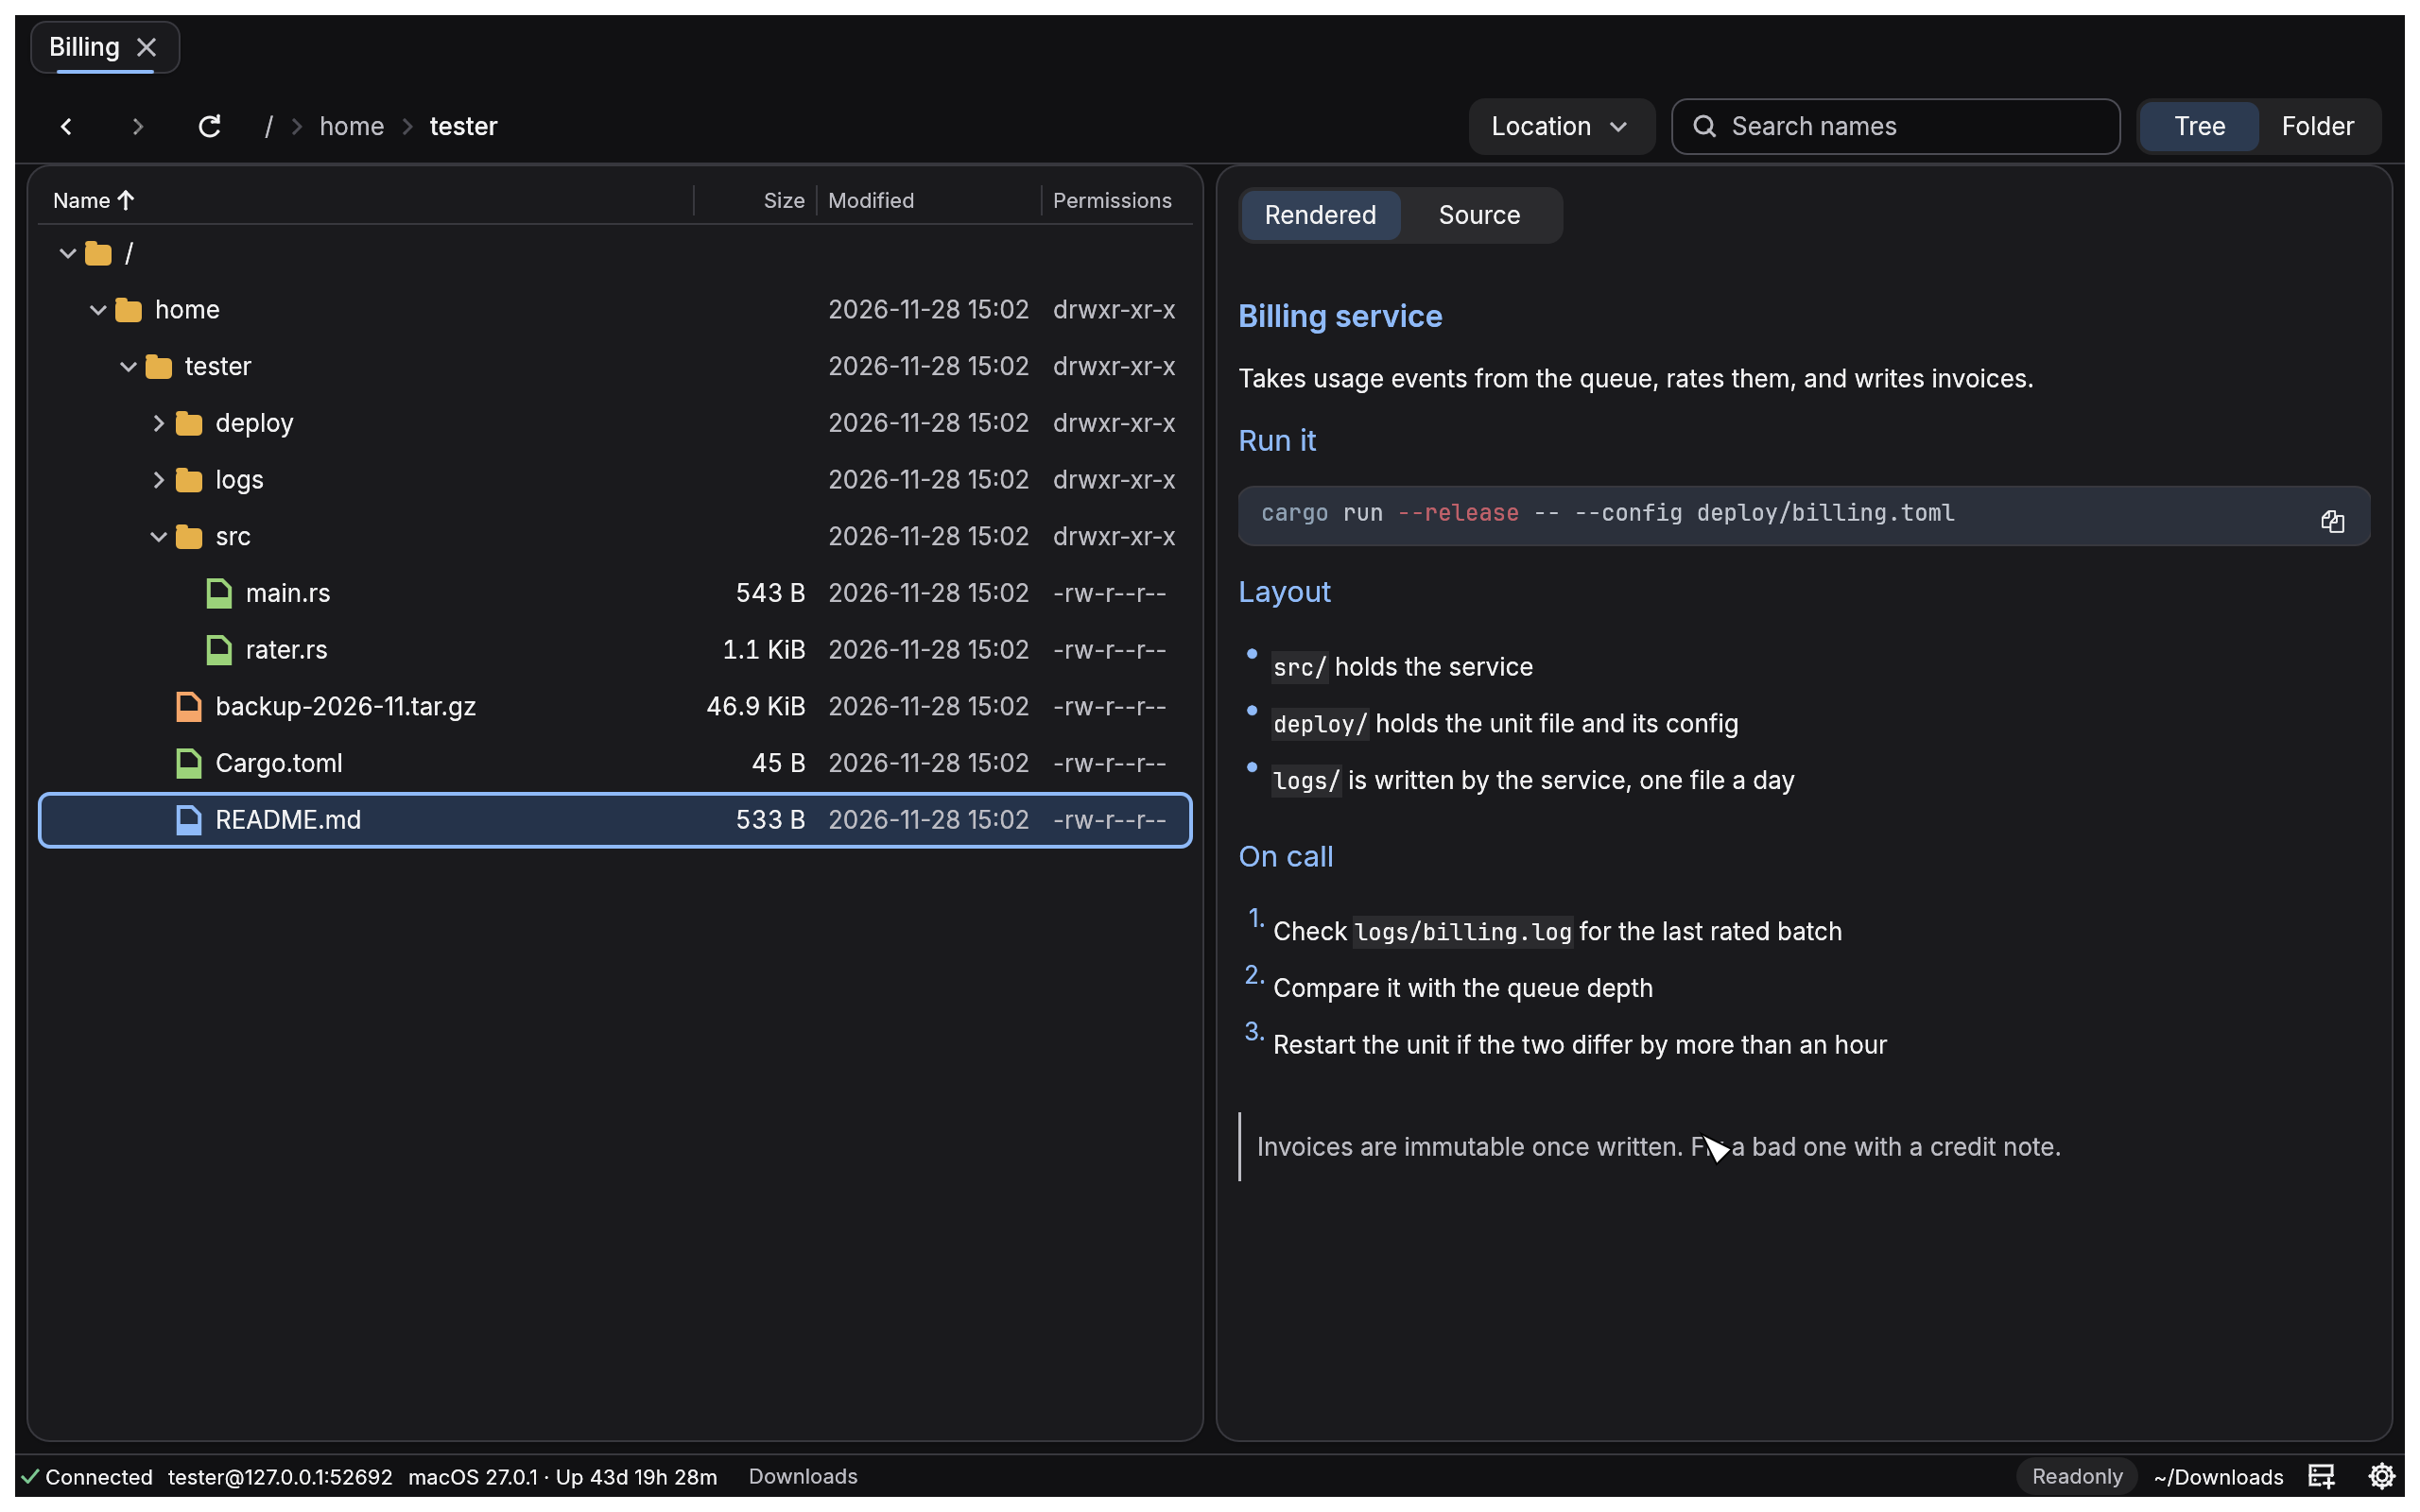 Billing
/ home tester
Location
Search names
Tree Folder
Name Size Modified Permissions
/
home 2026-11-28 15:02 drwxr-xr-x
tester 2026-11-28 15:02 drwxr-xr-x
deploy 2026-11-28 15:02 drwxr-xr-x
logs 2026-11-28 15:02 drwxr-xr-x
src 2026-11-28 15:02 drwxr-xr-x
main.rs 543 B 2026-11-28 15:02 -rw-r--r--
rater.rs 1.1 KiB 2026-11-28 15:02 -rw-r--r--
backup-2026-11.tar.gz 46.9 KiB 2026-11-28 15:02 -rw-r--r--
Cargo.toml 45 B 2026-11-28 15:02 -rw-r--r--
README.md 533 B 2026-11-28 15:02 -rw-r--r--
Rendered Source
Billing service
Takes usage events from the queue, rates them, and writes invoices.
Run it
cargo run --release -- --config deploy/billing.toml
Layout
• src/ holds the service
• deploy/ holds the unit file and its config
• logs/ is written by the service, one file a day
On call
1. Check logs/billing.log for the last rated batch
2. Compare it with the queue depth
3. Restart the unit if the two differ by more than an hour
Invoices are immutable once written. a bad one with a credit note.
Connected tester@127.0.0.1:52692 macOS 27.0.1 · Up 43d 19h 28m Downloads
Readonly ~/Downloads